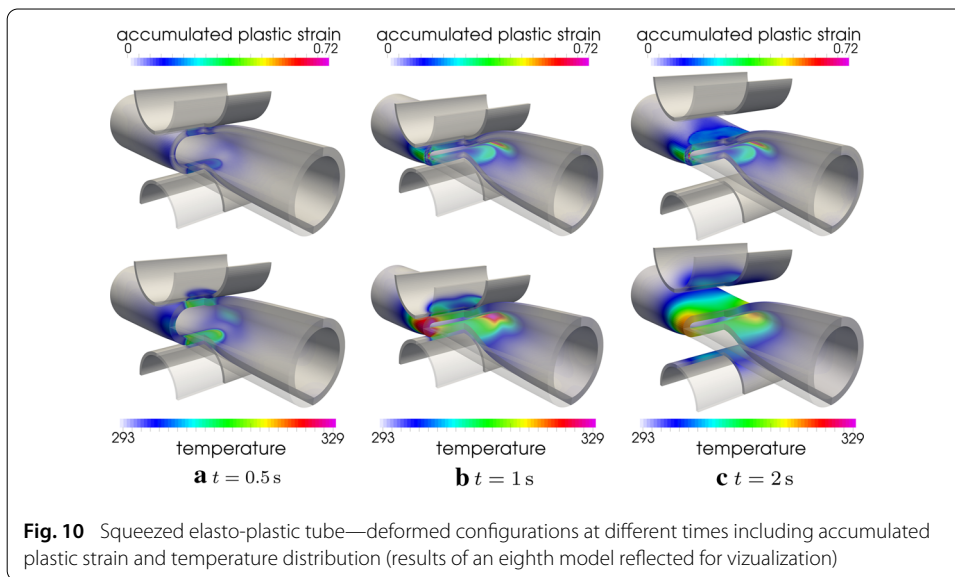 accumulated plastic strain accumulated plastic strain accumulated plastic strain
0 0.72 0 0.72 0 0.72
293 329 293 329 293 329
temperature temperature temperature
a t = 0.5 s b t = 1 s c t = 2 s
Fig. 10 Squeezed elasto-plastic tube—deformed configurations at different times including accumulated
plastic strain and temperature distribution (results of an eighth model reflected for vizualization)